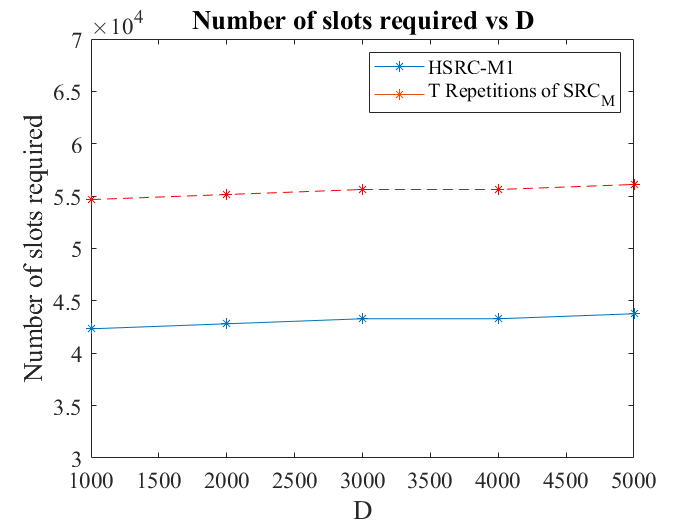 Number of slots required vs D
×10⁴
HSRC-M1
T Repetitions of SRC_M
Number of slots required
7
6.5
6
5.5
5
4.5
4
3.5
3
1000 1500 2000 2500 3000 3500 4000 4500 5000
D